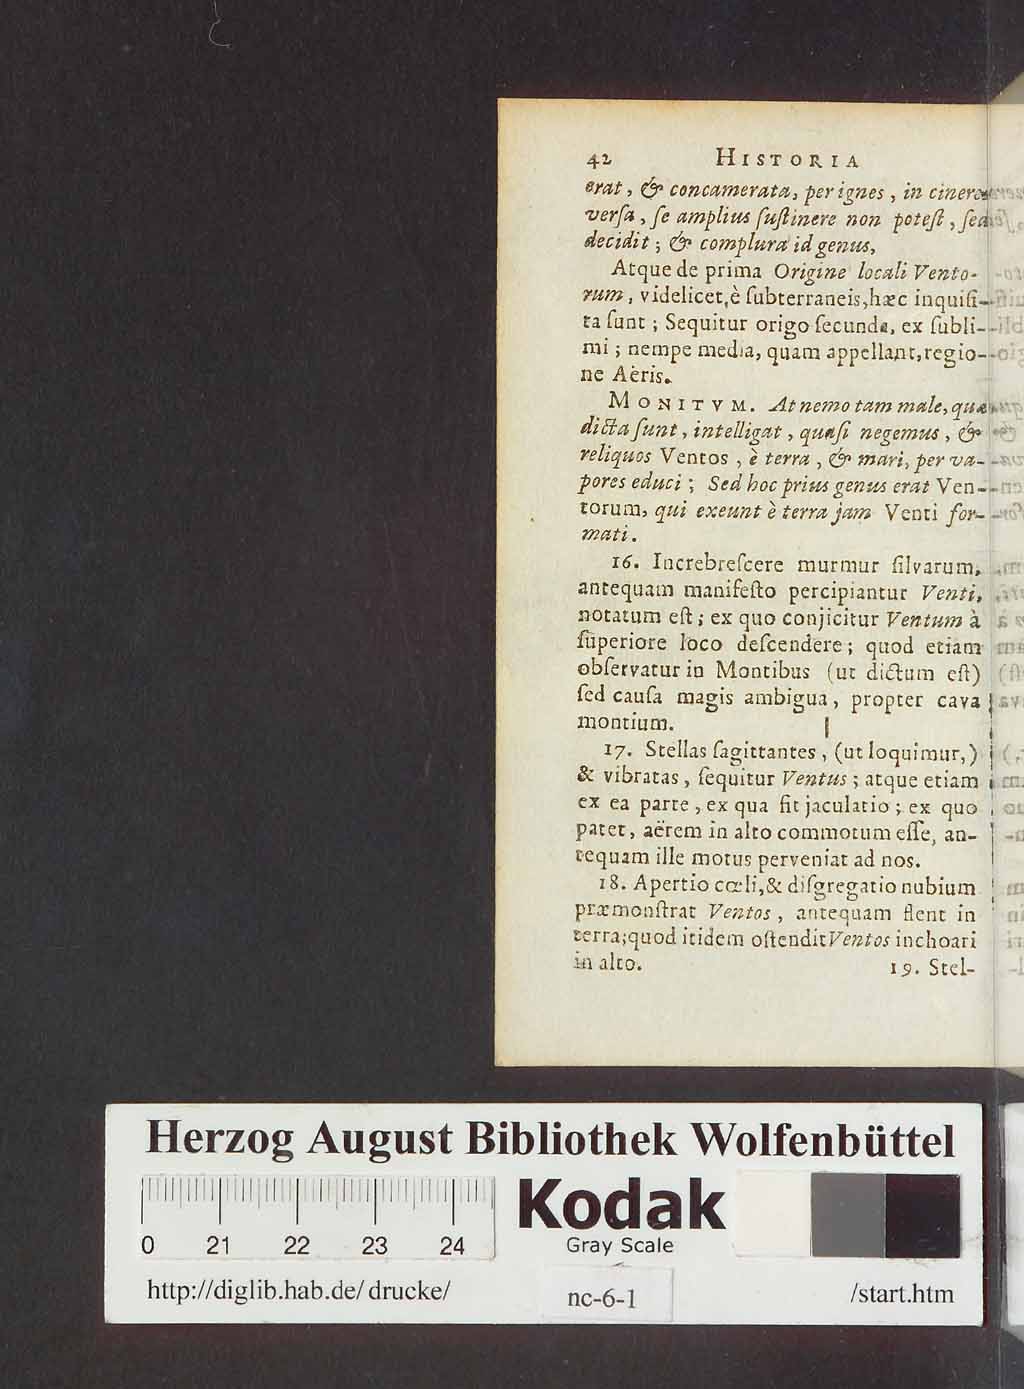 42 HISTORIA
erat, & concamerata, per ignes, in cineres
versa, se amplius sustinere non potest, sed
decidit; & complura id genus,
Atque de prima Origine locali Vento-
rum, videlicet, è subterraneis, hæc inquisi-
ta sunt; Sequitur origo secunda, ex subli-
mi; nempe media, quam appellant, regio-
ne Aëris.
MONITVM. At nemo tam male, quæ
dicta sunt, intelligat, quasi negemus, &
reliquos Ventos, è terra, & mari, per va-
pores educi; Sed hoc prius genus erat Ven-
torum, qui exeunt è terra jam Venti for-
mati.
16. Increbrescere murmur silvarum,
antequam manifesto percipiantur Venti,
notatum est; ex quo conjicitur Ventum à
superiore loco descendere; quod etiam
observatur in Montibus (ut dictum est)
sed causa magis ambigua, propter cava
montium.
17. Stellas sagittantes, (ut loquimur,)
& vibratas, sequitur Ventus; atque etiam
ex ea parte, ex qua fit jaculatio; ex quo
patet, aërem in alto commotum esse, an-
tequam ille motus perveniat ad nos.
18. Apertio cœli, & disgregatio nubium
præmonstrat Ventos, antequam flent in
terra; quod itidem ostendit Ventos inchoari
in alto.
19. Stel-
Herzog August Bibliothek Wolfenbüttel
0 21 22 23 24
Kodak
Gray Scale
http://diglib.hab.de/drucke/ nc-6-1 /start.htm